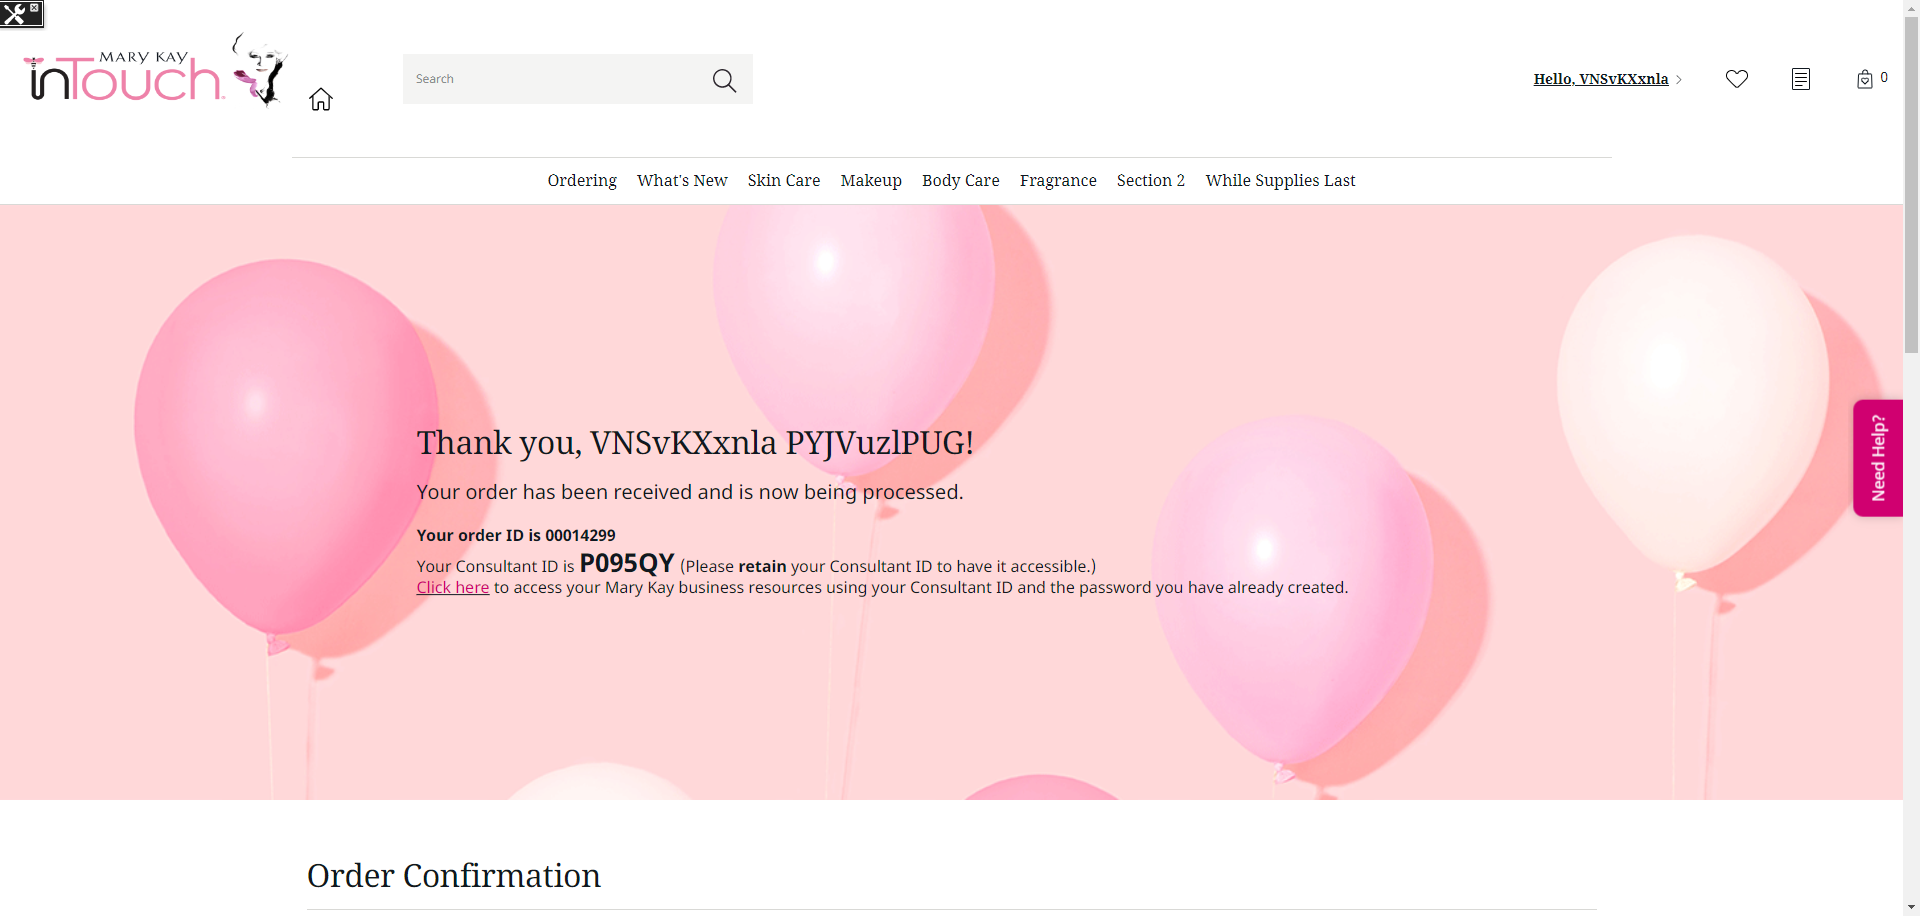 MARY KAY
inTouch
Search
Hello, VNSvKXxnla
0
Ordering What's New Skin Care Makeup Body Care Fragrance Section 2 While Supplies Last
Thank you, VNSvKXxnla PYJVuzlPUG!
Your order has been received and is now being processed.
Need Help?
Your order ID is 00014299
Your Consultant ID is P095QY (Please retain your Consultant ID to have it accessible.)
Click here to access your Mary Kay business resources using your Consultant ID and the password you have already created.
Order Confirmation